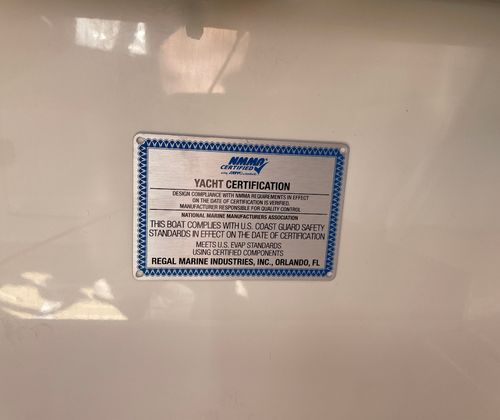 NMMA
CERTIFIED
YACHT CERTIFICATION
DESIGN COMPLIANCE WITH NMMA REQUIREMENTS IN EFFECT
ON THE DATE OF CERTIFICATION IS VERIFIED.
MANUFACTURER RESPONSIBLE FOR QUALITY CONTROL
NATIONAL MARINE MANUFACTURERS ASSOCIATION
THIS BOAT COMPLIES WITH U.S. COAST GUARD SAFETY
STANDARDS IN EFFECT ON THE DATE OF CERTIFICATION
MEETS U.S. EVAP STANDARDS
USING CERTIFIED COMPONENTS
REGAL MARINE INDUSTRIES, INC., ORLANDO, FL